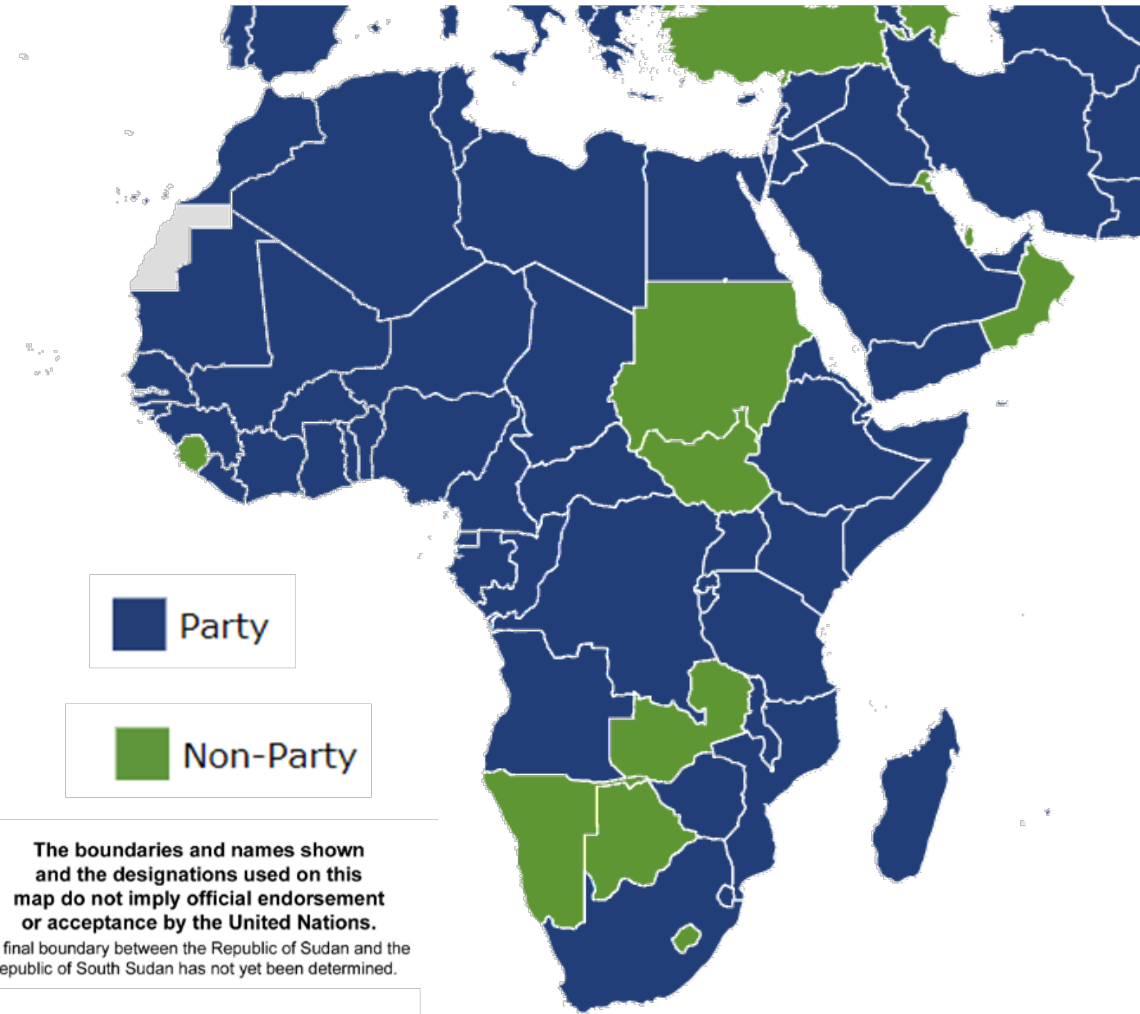 Party
Non-Party
The boundaries and names shown
and the designations used on this
map do not imply official endorsement
or acceptance by the United Nations.
final boundary between the Republic of Sudan and the
epublic of South Sudan has not yet been determined.